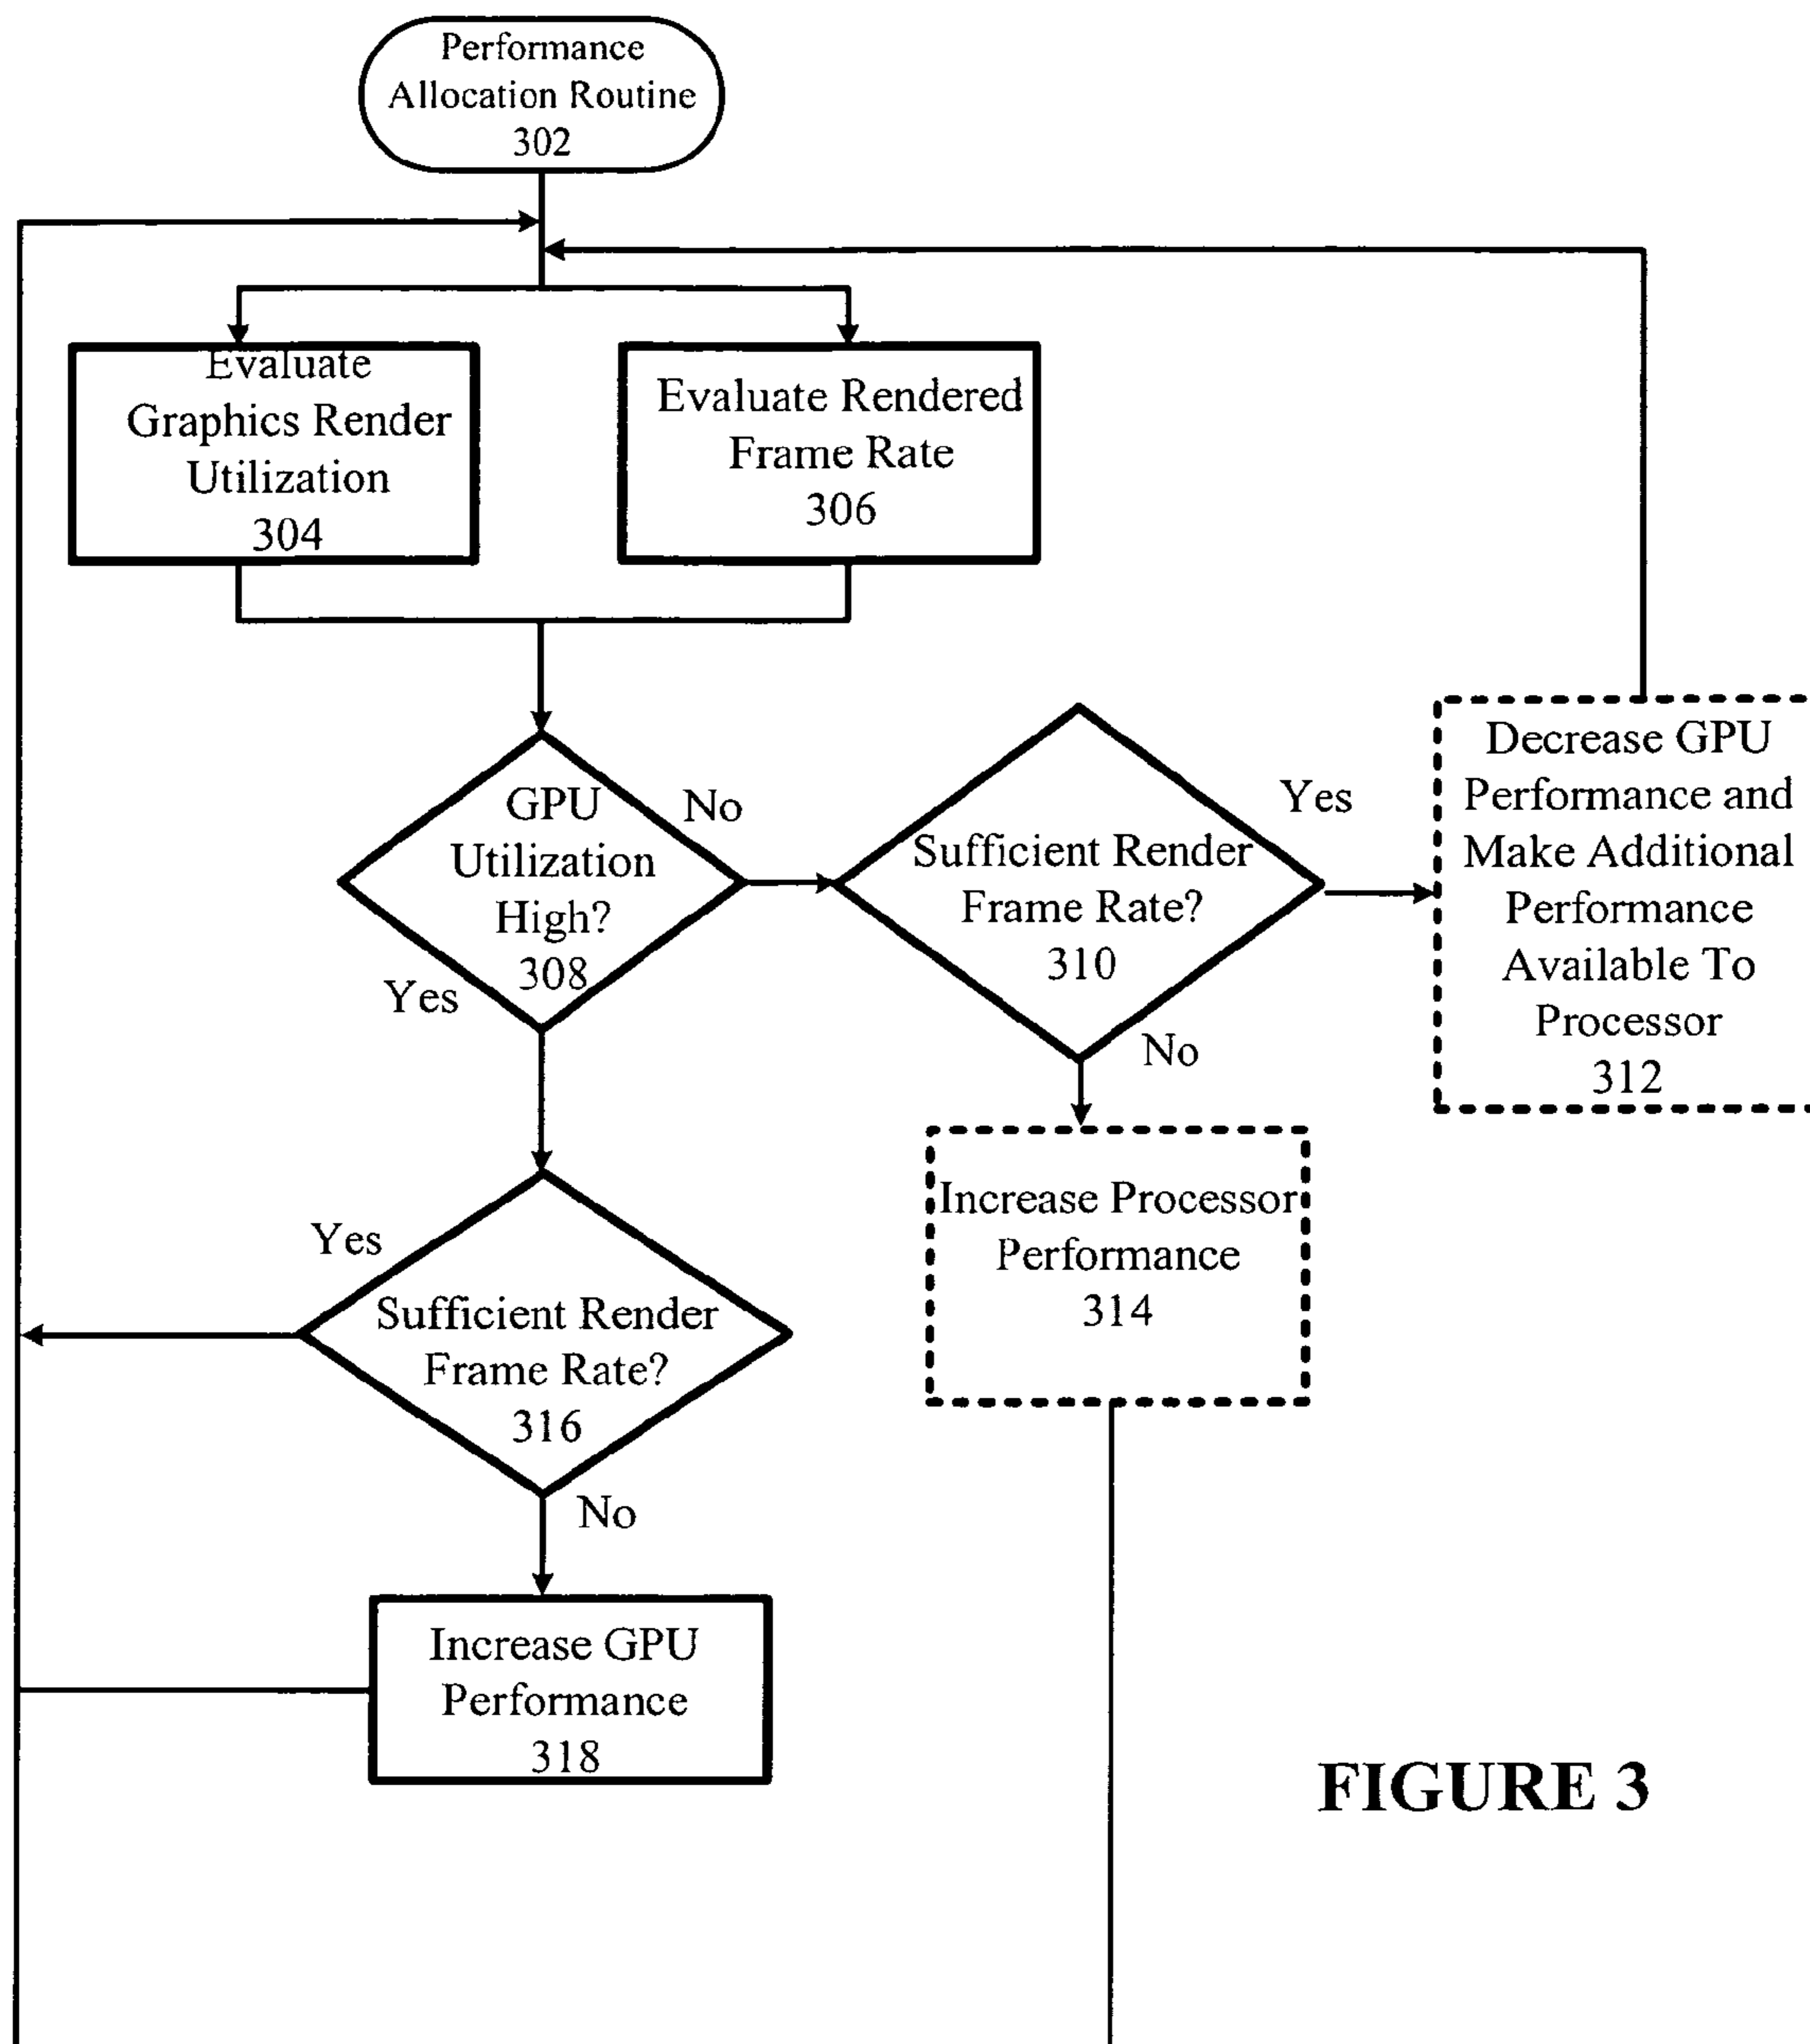 Performance
Allocation Routine
302
Evaluate
Graphics Render
Utilization
304
Evaluate Rendered
Frame Rate
306
GPU
Utilization
High?
308
No
Yes
Sufficient Render
Frame Rate?
310
Yes
No
Decrease GPU
Performance and
Make Additional
Performance
Available To
Processor
312
Increase Processor
Performance
314
Yes
Sufficient Render
Frame Rate?
316
No
Increase GPU
Performance
318
FIGURE 3